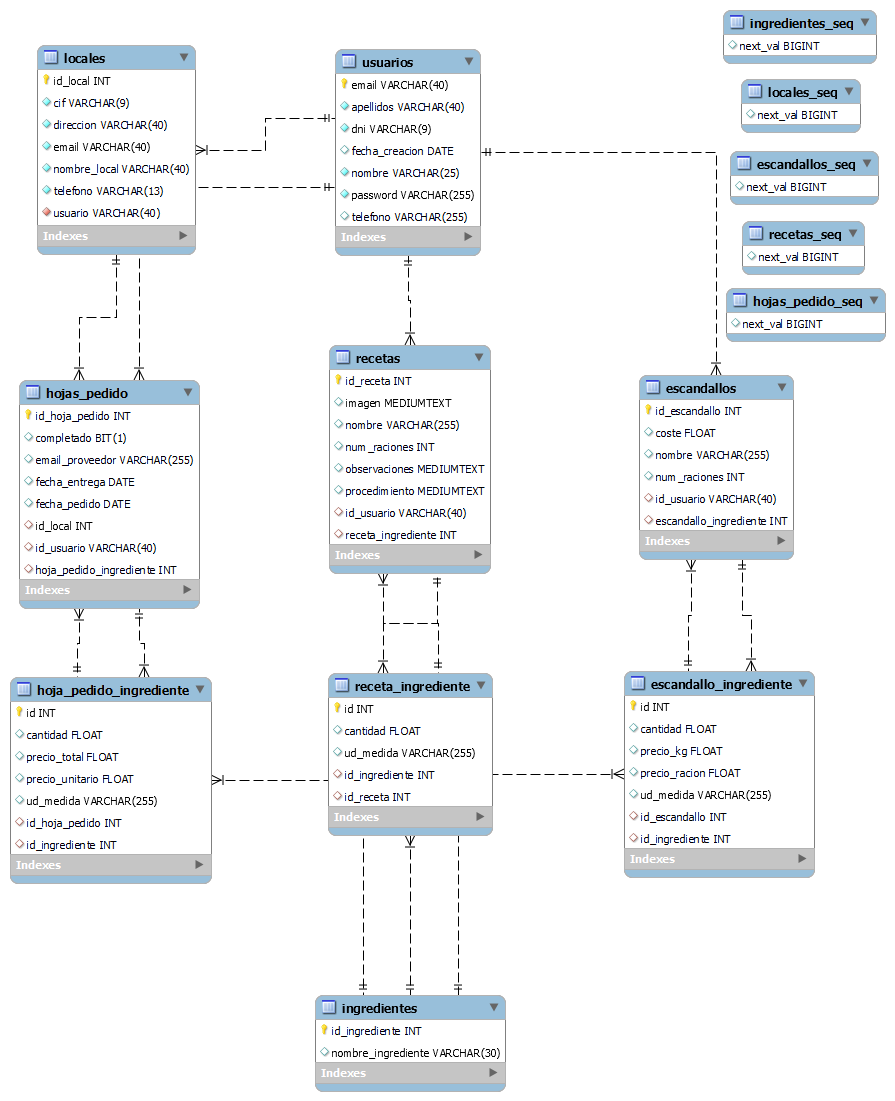 locales
id_local INT
cif VARCHAR(9)
direccion VARCHAR(40)
email VARCHAR(40)
nombre_local VARCHAR(40)
telefono VARCHAR(13)
usuario VARCHAR(40)
Indexes
usuarios
email VARCHAR(40)
apellidos VARCHAR(40)
dni VARCHAR(9)
fecha_creacion DATE
nombre VARCHAR(25)
password VARCHAR(255)
telefono VARCHAR(255)
Indexes
ingredientes_seq
next_val BIGINT
locales_seq
next_val BIGINT
escandallos_seq
next_val BIGINT
recetas_seq
next_val BIGINT
hojas_pedido_seq
next_val BIGINT
hojas_pedido
id_hoja_pedido INT
completado BIT(1)
email_proveedor VARCHAR(255)
fecha_entrega DATE
fecha_pedido DATE
id_local INT
id_usuario VARCHAR(40)
hoja_pedido_ingrediente INT
Indexes
recetas
id_receta INT
imagen MEDIUMTEXT
nombre VARCHAR(255)
num_raciones INT
observaciones MEDIUMTEXT
procedimiento MEDIUMTEXT
id_usuario VARCHAR(40)
receta_ingrediente INT
Indexes
escandallos
id_escandallo INT
coste FLOAT
nombre VARCHAR(255)
num_raciones INT
id_usuario VARCHAR(40)
escandallo_ingrediente INT
Indexes
hoja_pedido_ingrediente
id INT
cantidad FLOAT
precio_total FLOAT
precio_unitario FLOAT
ud_medida VARCHAR(255)
id_hoja_pedido INT
id_ingrediente INT
Indexes
receta_ingrediente
id INT
cantidad FLOAT
ud_medida VARCHAR(255)
id_ingrediente INT
id_receta INT
Indexes
escandallo_ingrediente
id INT
cantidad FLOAT
precio_kg FLOAT
precio_racion FLOAT
ud_medida VARCHAR(255)
id_escandallo INT
id_ingrediente INT
Indexes
ingredientes
id_ingrediente INT
nombre_ingrediente VARCHAR(30)
Indexes